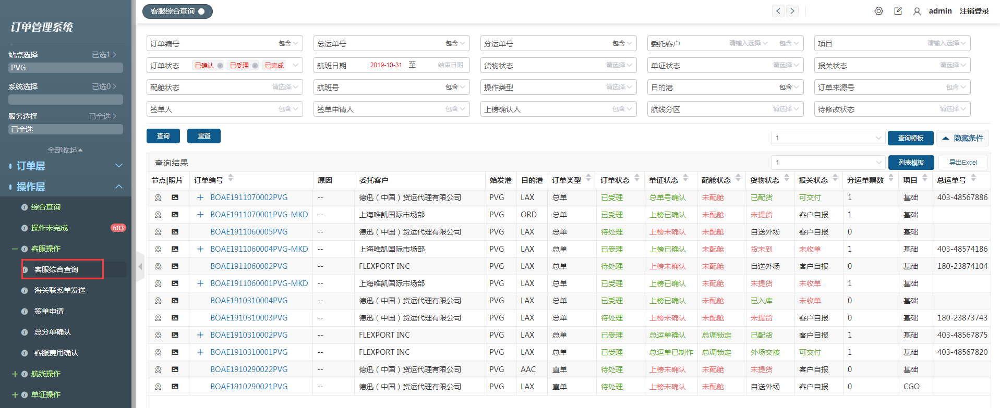 客服综合查询
admin 注销登录
订单管理系统
站点选择 已选1
PVG
系统选择 已选0
服务选择 已全选
已全选
全部收起
订单层
操作层
综合查询
操作未完成 603
客服操作
客服综合查询
海关联系单发送
签单申请
总分单确认
客服费用确认
航线操作
单证操作
订单编号 包含 总运单号 包含 分运单号 包含 委托客户 请输入选择 包含 项目 请输入选择
订单状态 已确认 已受理 已完成 航班日期 2019-10-31 至 结束日期 货物状态 请选择 单证状态 请选择 报关状态 请选择
配舱状态 请选择 航班号 包含 操作类型 请选择 目的港 包含 订单来源号 包含
签单人 包含 签单申请人 包含 上榜确认人 包含 航线分区 请选择 待修改状态 请选择
查询 重置 1 查询模板 隐藏条件
查询结果 1 列表模板 导出Excel
节点|照片 订单编号 原因 委托客户 始发港 目的港 订单类型 订单状态 单证状态 配舱状态 货物状态 报关状态 分运单票数 项目 总运单号
+ BOAE1911070002PVG -- 德迅（中国）货运代理有限公司 PVG LAX 总单 已受理 总单号确认 未配舱 已配货 可交付 1 基础 403-48567886
+ BOAE1911070001PVG-MKD -- 上海唯凯国际市场部 PVG ORD 总单 已受理 上榜已确认 未配舱 未提货 客户自报 1 基础
BOAE1911060005PVG -- 德迅（中国）货运代理有限公司 PVG LAX 总单 待处理 上榜未确认 未配舱 自送外场 客户自报 0 基础
+ BOAE1911060004PVG-MKD -- 上海唯凯国际市场部 PVG LAX 总单 已受理 上榜已确认 未配舱 货未到 未收单 1 基础 403-48574186
BOAE1911060002PVG -- FLEXPORT INC PVG LAX 总单 待处理 上榜未确认 未配舱 自送外场 客户自报 0 基础 180-23874104
+ BOAE1911060001PVG-MKD -- 上海唯凯国际市场部 PVG LAX 总单 已受理 上榜已确认 未配舱 未提货 未收单 1 基础
BOAE1910310004PVG -- 德迅（中国）货运代理有限公司 PVG LAX 总单 已受理 上榜已确认 未配舱 已入库 未收单 0 基础
BOAE1910310003PVG -- 德迅（中国）货运代理有限公司 PVG LAX 总单 待处理 上榜未确认 未配舱 未提货 客户自报 0 基础 180-23873743
+ BOAE1910310002PVG -- FLEXPORT INC PVG LAX 总单 已受理 总运单确认 总调锁定 已配货 客户自报 1 基础 403-48567875
+ BOAE1910310001PVG -- FLEXPORT INC PVG LAX 总单 已受理 总运单已制作 总调锁定 外场交接 可交付 1 基础 403-48567820
BOAE1910290022PVG -- 德迅（中国）货运代理有限公司 PVG AAC 直单 待处理 上榜未确认 未配舱 未提货 客户自报 0 基础
BOAE1910290021PVG -- 德迅（中国）货运代理有限公司 PVG LAX 直单 待处理 上榜未确认 未配舱 自送外场 客户自报 0 CGO